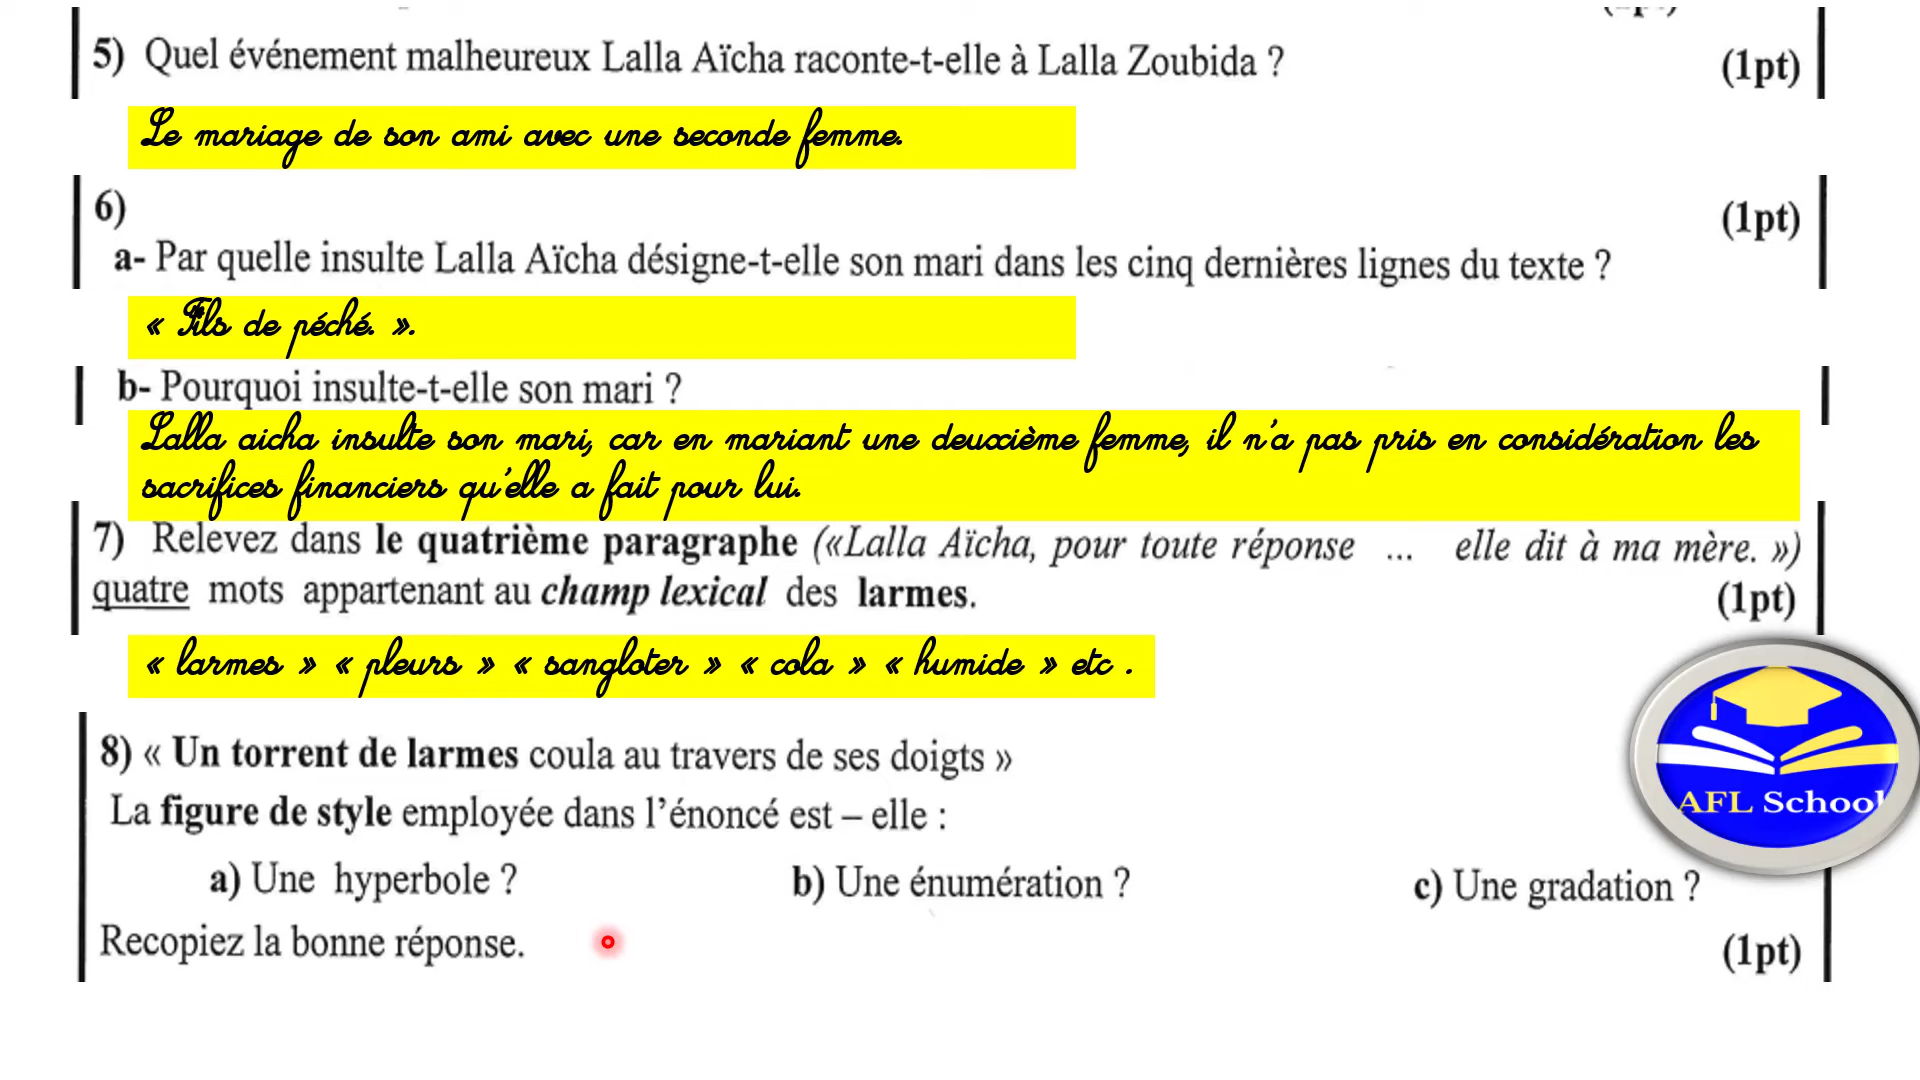 5) Quel événement malheureux Lalla Aïcha raconte-t-elle à Lalla Zoubida ? (1pt)
Le mariage de son ami avec une seconde femme.
6) (1pt)
a- Par quelle insulte Lalla Aïcha désigne-t-elle son mari dans les cinq dernières lignes du texte ?
« Fils de péché. ».
b- Pourquoi insulte-t-elle son mari ?
Lalla aicha insulte son mari, car en mariant une deuxième femme, il n'a pas pris en considération les
sacrifices financiers qu'elle a fait pour lui.
7) Relevez dans le quatrième paragraphe («Lalla Aïcha, pour toute réponse ... elle dit à ma mère. »)
quatre mots appartenant au champ lexical des larmes. (1pt)
« larmes » « pleurs » « sangloter » « cola » « humide » etc .
8) « Un torrent de larmes coula au travers de ses doigts »
La figure de style employée dans l'énoncé est – elle :
AFL School
a) Une hyperbole ? b) Une énumération ? c) Une gradation ?
Recopiez la bonne réponse. (1pt)